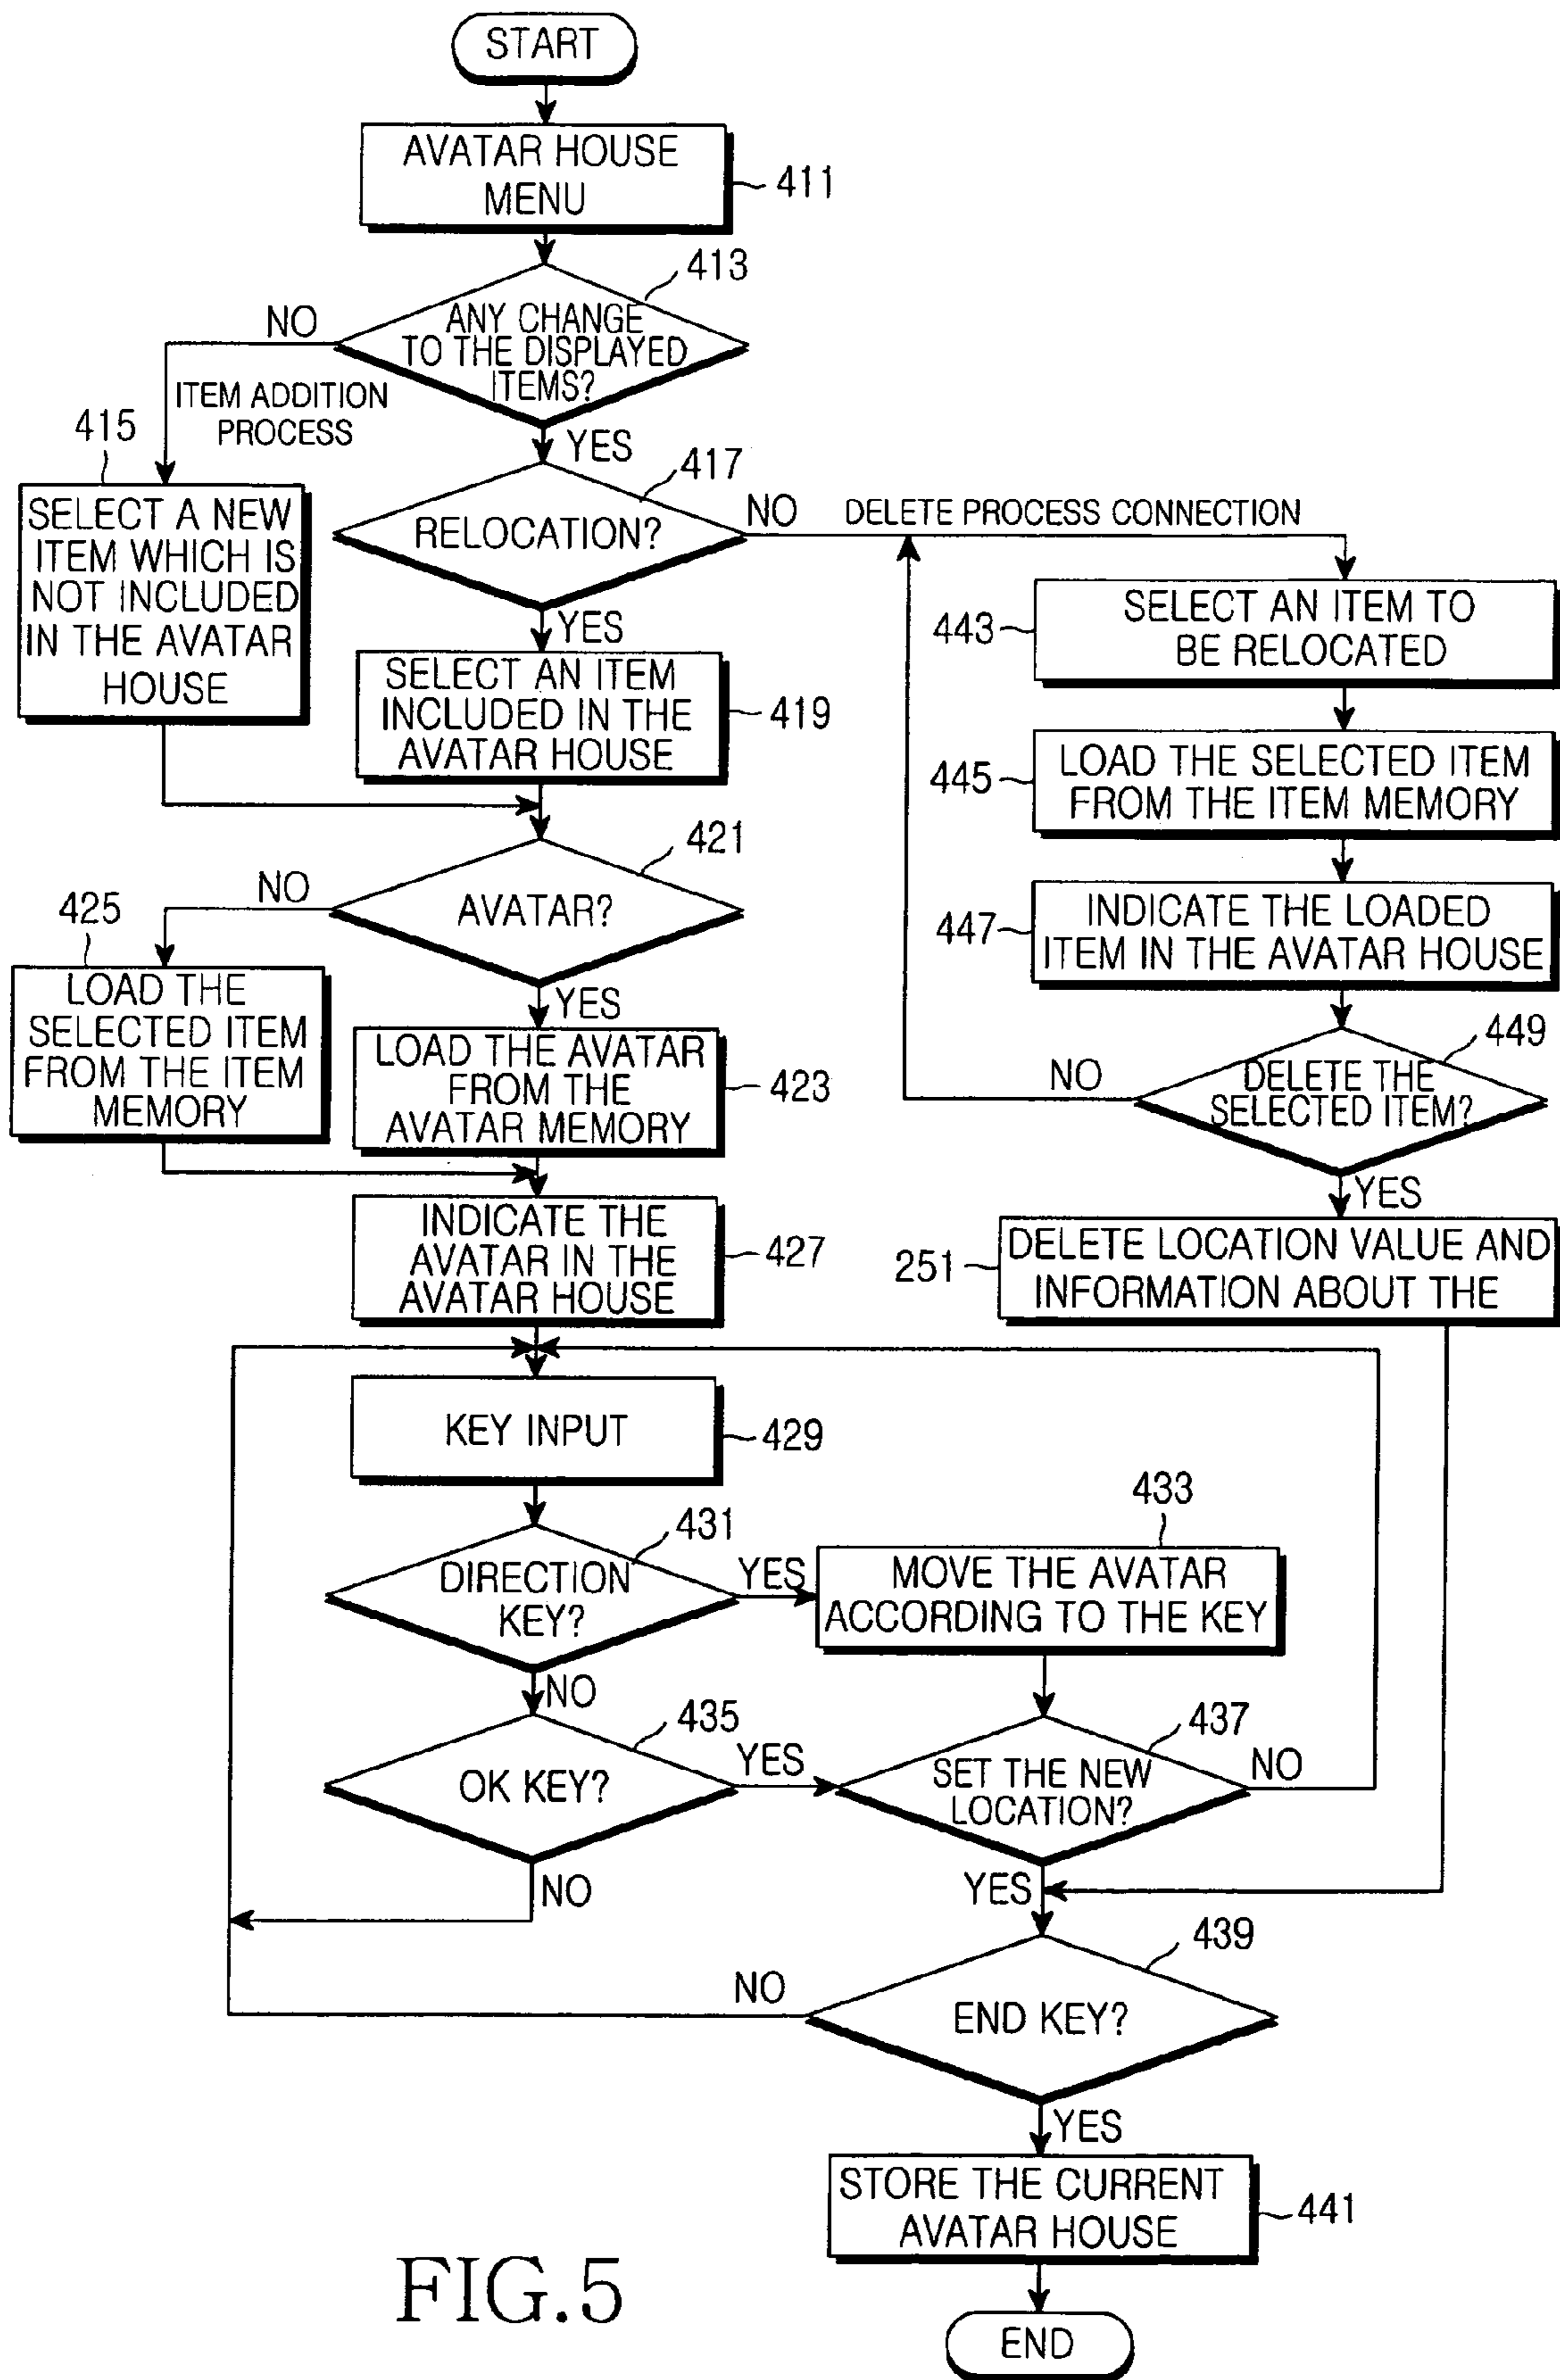 START
AVATAR HOUSE
MENU
411
413
ANY CHANGE
TO THE DISPLAYED
ITEMS?
NO
ITEM ADDITION
PROCESS
YES
415
SELECT A NEW
ITEM WHICH IS
NOT INCLUDED
IN THE AVATAR
HOUSE
417
RELOCATION?
NO
DELETE PROCESS CONNECTION
YES
SELECT AN ITEM
INCLUDED IN THE
AVATAR HOUSE
419
443
SELECT AN ITEM TO
BE RELOCATED
445
LOAD THE SELECTED ITEM
FROM THE ITEM MEMORY
447
INDICATE THE LOADED
ITEM IN THE AVATAR HOUSE
449
DELETE THE
SELECTED ITEM?
NO
YES
251
DELETE LOCATION VALUE AND
INFORMATION ABOUT THE
421
AVATAR?
NO
YES
425
LOAD THE
SELECTED ITEM
FROM THE ITEM
MEMORY
LOAD THE AVATAR
FROM THE
AVATAR MEMORY
423
INDICATE THE
AVATAR IN THE
AVATAR HOUSE
427
KEY INPUT
429
431
DIRECTION
KEY?
YES
NO
433
MOVE THE AVATAR
ACCORDING TO THE KEY
435
OK KEY?
YES
NO
437
SET THE NEW
LOCATION?
NO
YES
439
END KEY?
NO
YES
STORE THE CURRENT
AVATAR HOUSE
441
END
FIG.5